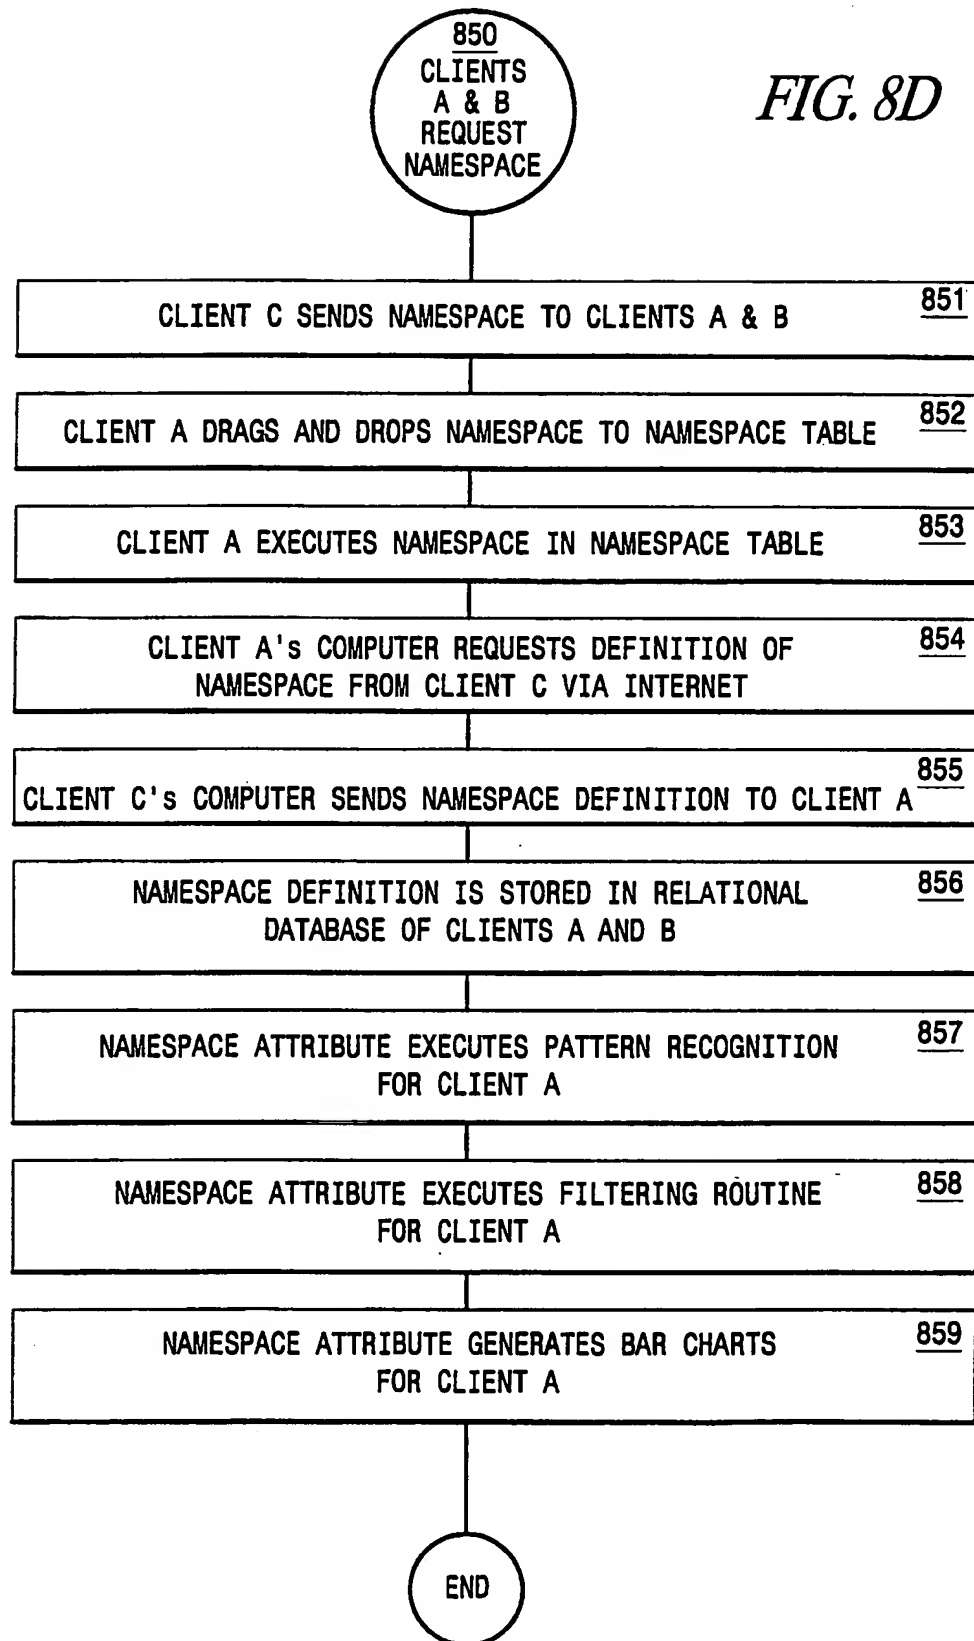 850
CLIENTS
A & B
REQUEST
NAMESPACE
FIG. 8D
CLIENT C SENDS NAMESPACE TO CLIENTS A & B
851
CLIENT A DRAGS AND DROPS NAMESPACE TO NAMESPACE TABLE
852
CLIENT A EXECUTES NAMESPACE IN NAMESPACE TABLE
853
CLIENT A's COMPUTER REQUESTS DEFINITION OF
NAMESPACE FROM CLIENT C VIA INTERNET
854
CLIENT C's COMPUTER SENDS NAMESPACE DEFINITION TO CLIENT A
855
NAMESPACE DEFINITION IS STORED IN RELATIONAL
DATABASE OF CLIENTS A AND B
856
NAMESPACE ATTRIBUTE EXECUTES PATTERN RECOGNITION
FOR CLIENT A
857
NAMESPACE ATTRIBUTE EXECUTES FILTERING ROUTINE
FOR CLIENT A
858
NAMESPACE ATTRIBUTE GENERATES BAR CHARTS
FOR CLIENT A
859
END